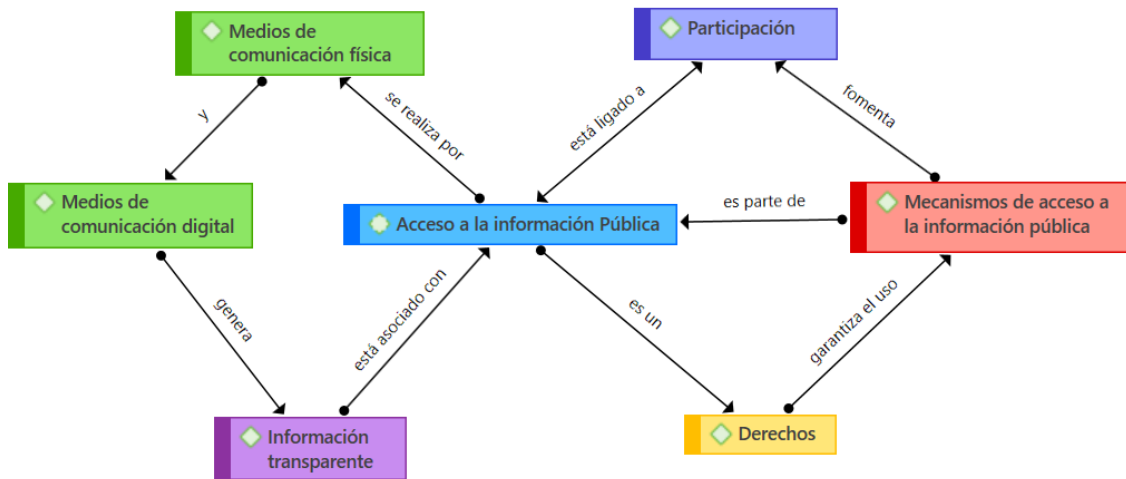 Medios de
comunicación física
Participación
y
se realiza por
está ligado a
fomenta
Medios de
comunicación digital
Acceso a la información Pública
es parte de
Mecanismos de acceso a
la información pública
genera
está asociado con
es un
garantiza el uso
Información
transparente
Derechos